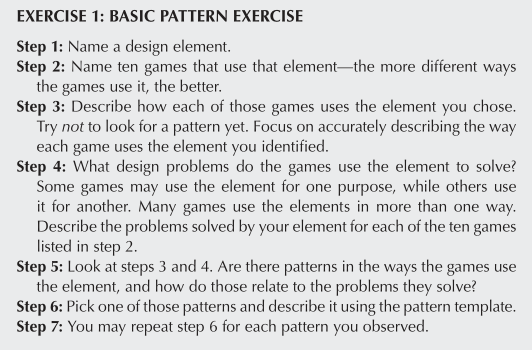 EXERCISE 1: BASIC PATTERN EXERCISE
Step 1: Name a design element.
Step 2: Name ten games that use that element—the more different ways
the games use it, the better.
Step 3: Describe how each of those games uses the element you chose.
Try not to look for a pattern yet. Focus on accurately describing the way
each game uses the element you identified.
Step 4: What design problems do the games use the element to solve?
Some games may use the element for one purpose, while others use
it for another. Many games use the elements in more than one way.
Describe the problems solved by your element for each of the ten games
listed in step 2.
Step 5: Look at steps 3 and 4. Are there patterns in the ways the games use
the element, and how do those relate to the problems they solve?
Step 6: Pick one of those patterns and describe it using the pattern template.
Step 7: You may repeat step 6 for each pattern you observed.